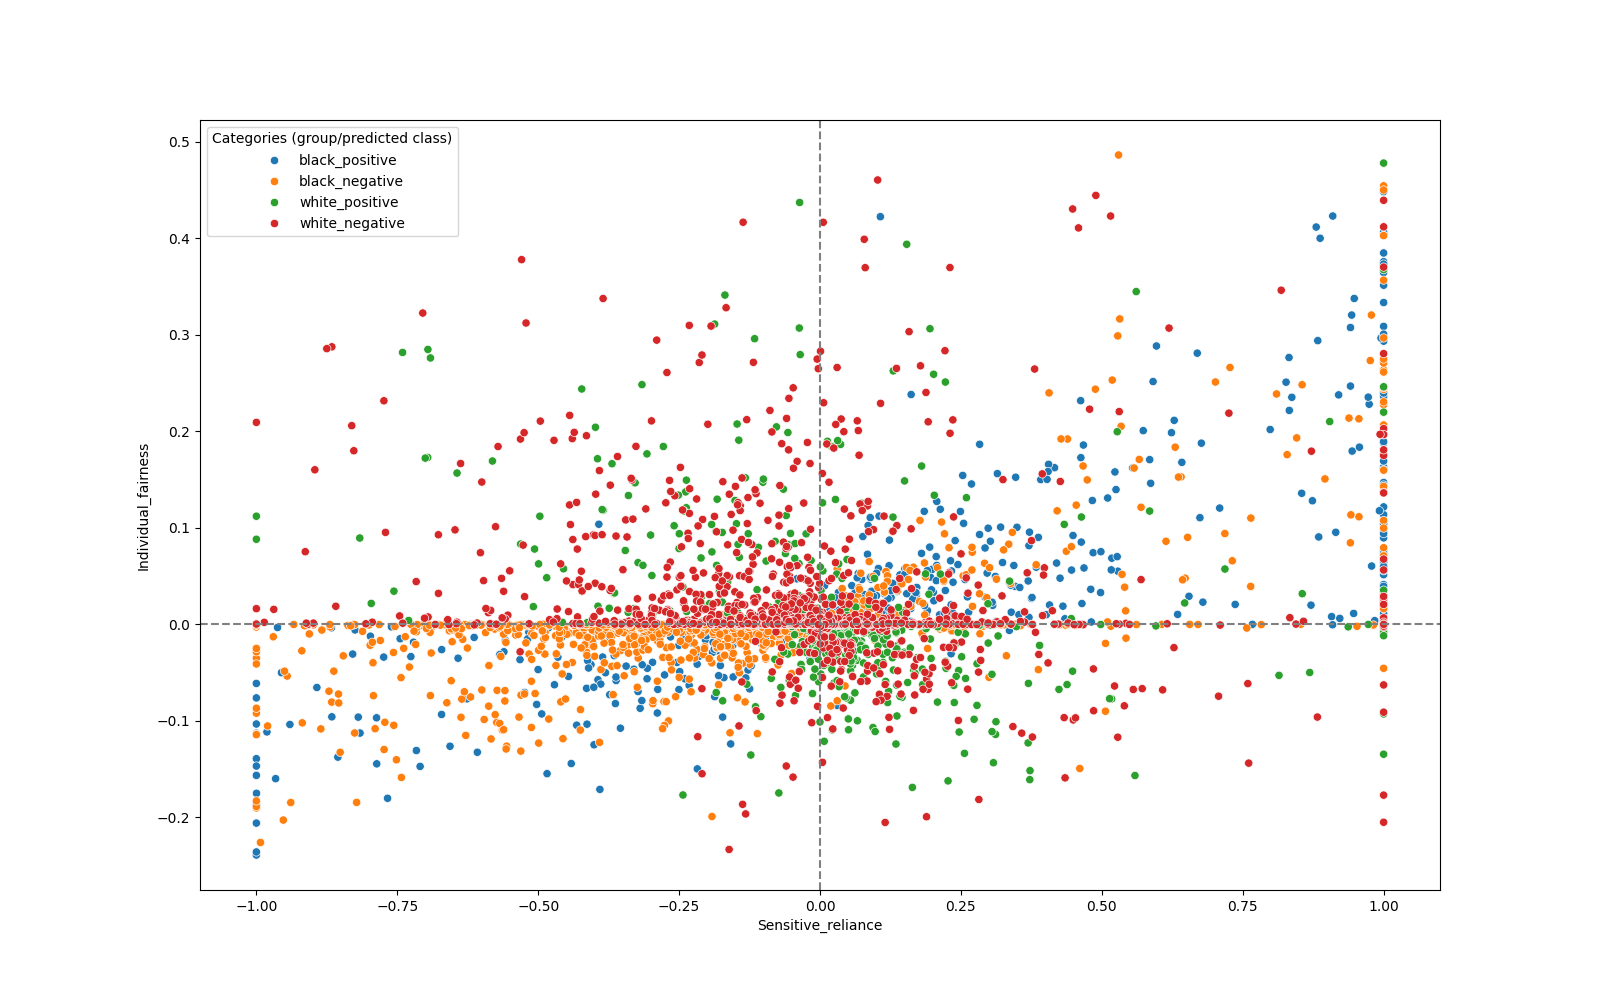 Categories (group/predicted class)
black_positive
black_negative
white_positive
white_negative
0.5
0.4
0.3
0.2
0.1
0.0
−0.1
−0.2
Individual_fairness
−1.00
−0.75
−0.50
−0.25
0.00
0.25
0.50
0.75
1.00
Sensitive_reliance